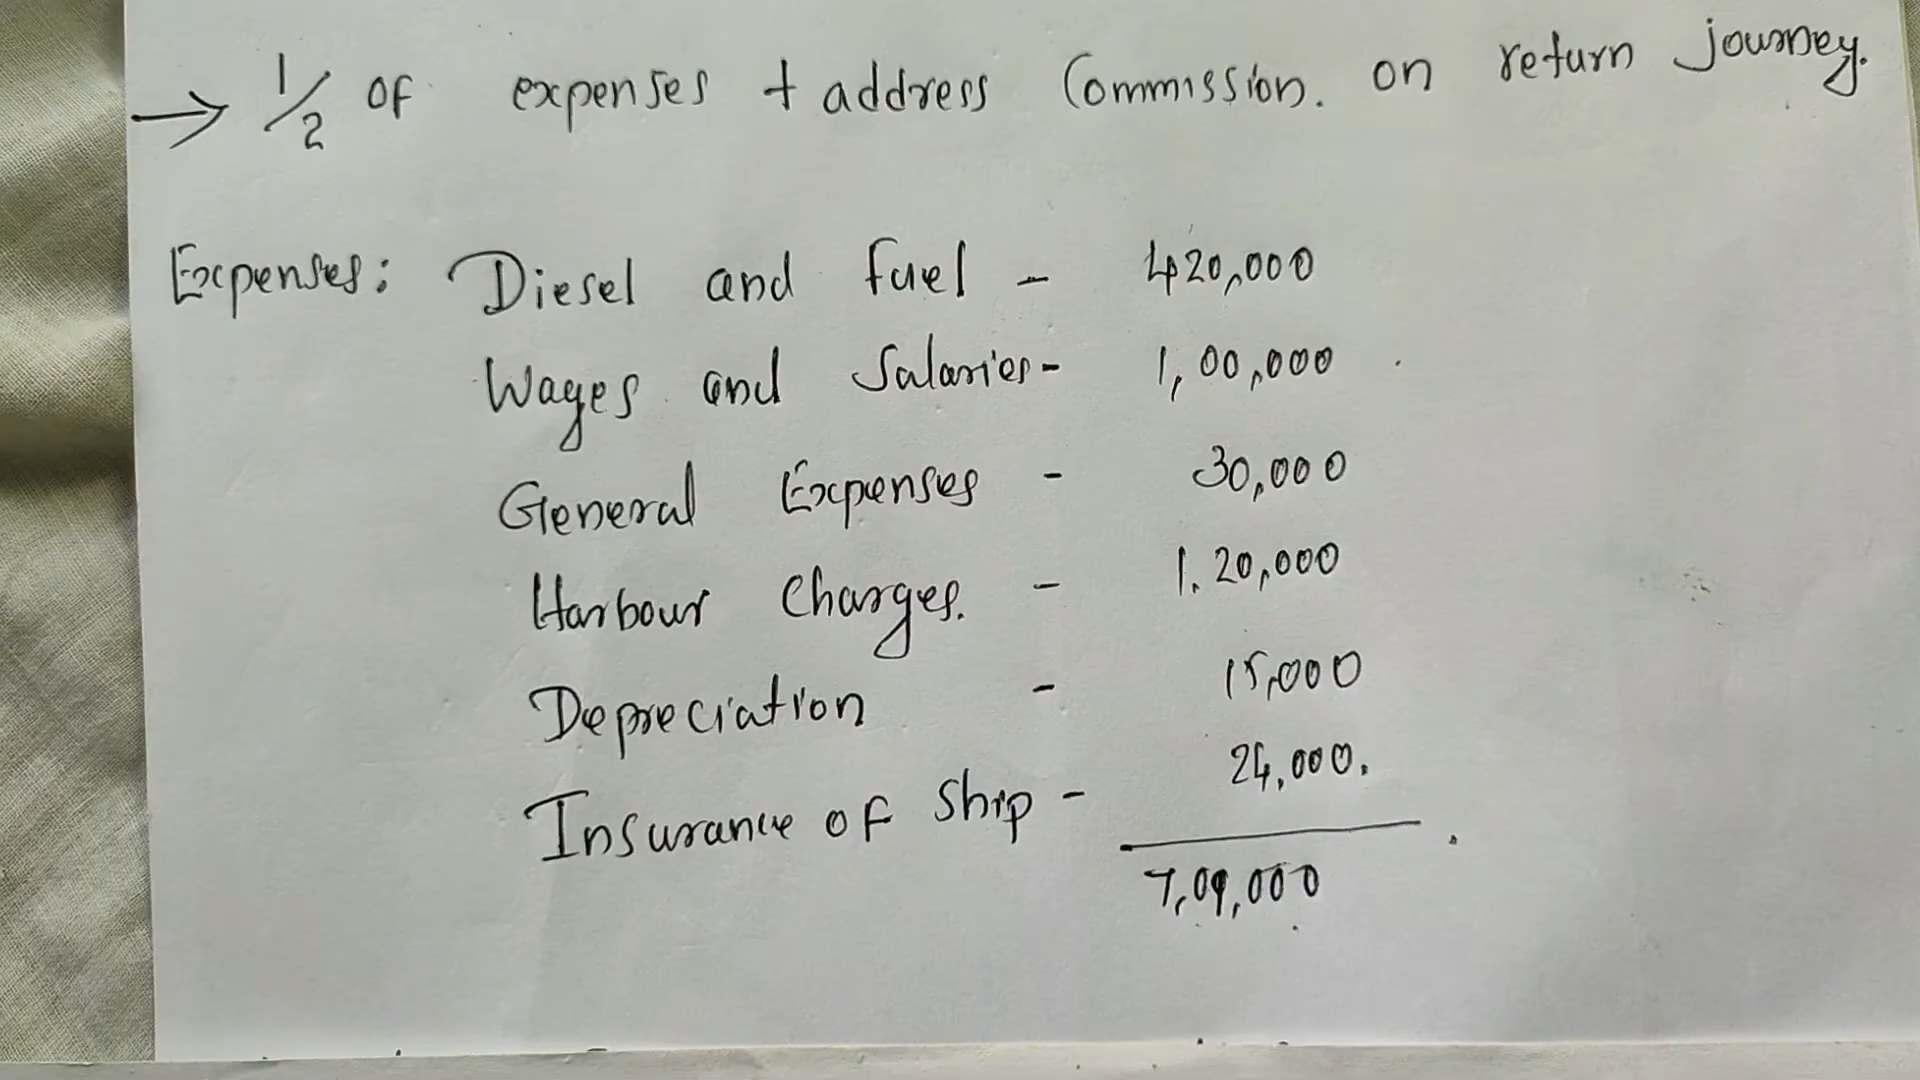 → 1/2 of expenses + address Commission. on return journey.
Expenses: Diesel and fuel - 420,000
Wages and Salaries - 1,00,000
General Expenses - 30,000
Harbour Charges. - 1.20,000
Depreciation - 15,000
Insurance of Ship - 24,000.
7,09,000